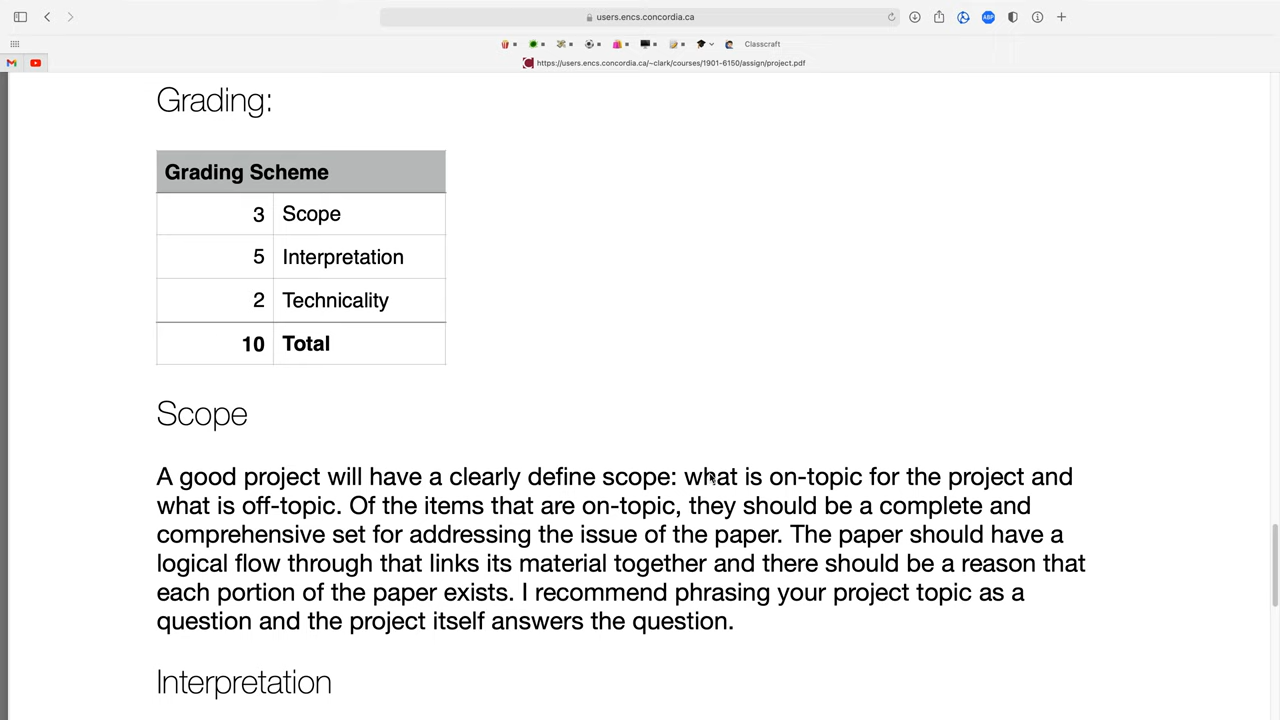 users.encs.concordia.ca
ABP
Classcraft
https://users.encs.concordia.ca/~clark/courses/1901-6150/assign/project.pdf
Grading:
Grading Scheme
3 Scope
5 Interpretation
2 Technicality
10 Total
Scope
A good project will have a clearly define scope: what is on-topic for the project and
what is off-topic. Of the items that are on-topic, they should be a complete and
comprehensive set for addressing the issue of the paper. The paper should have a
logical flow through that links its material together and there should be a reason that
each portion of the paper exists. I recommend phrasing your project topic as a
question and the project itself answers the question.
Interpretation